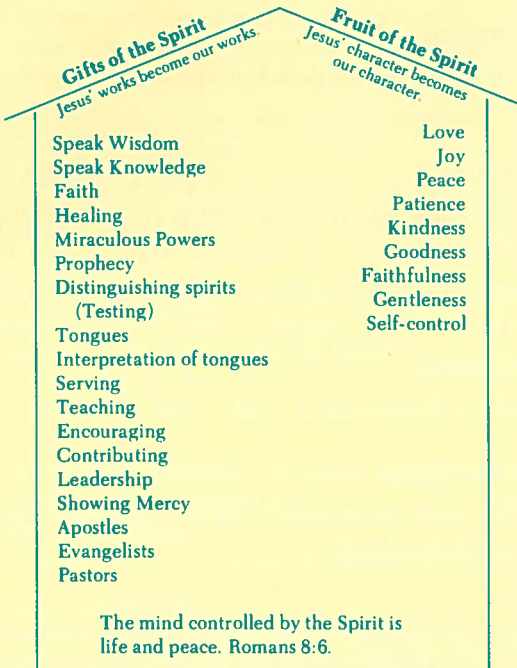 Gifts of the Spirit
Jesus' works become our works.
Fruit of the Spirit
Jesus' character becomes
our character.
Speak Wisdom
Speak Knowledge
Faith
Healing
Miraculous Powers
Prophecy
Distinguishing spirits
(Testing)
Tongues
Interpretation of tongues
Serving
Teaching
Encouraging
Contributing
Leadership
Showing Mercy
Apostles
Evangelists
Pastors
Love
Joy
Peace
Patience
Kindness
Goodness
Faithfulness
Gentleness
Self-control
The mind controlled by the Spirit is
life and peace. Romans 8:6.